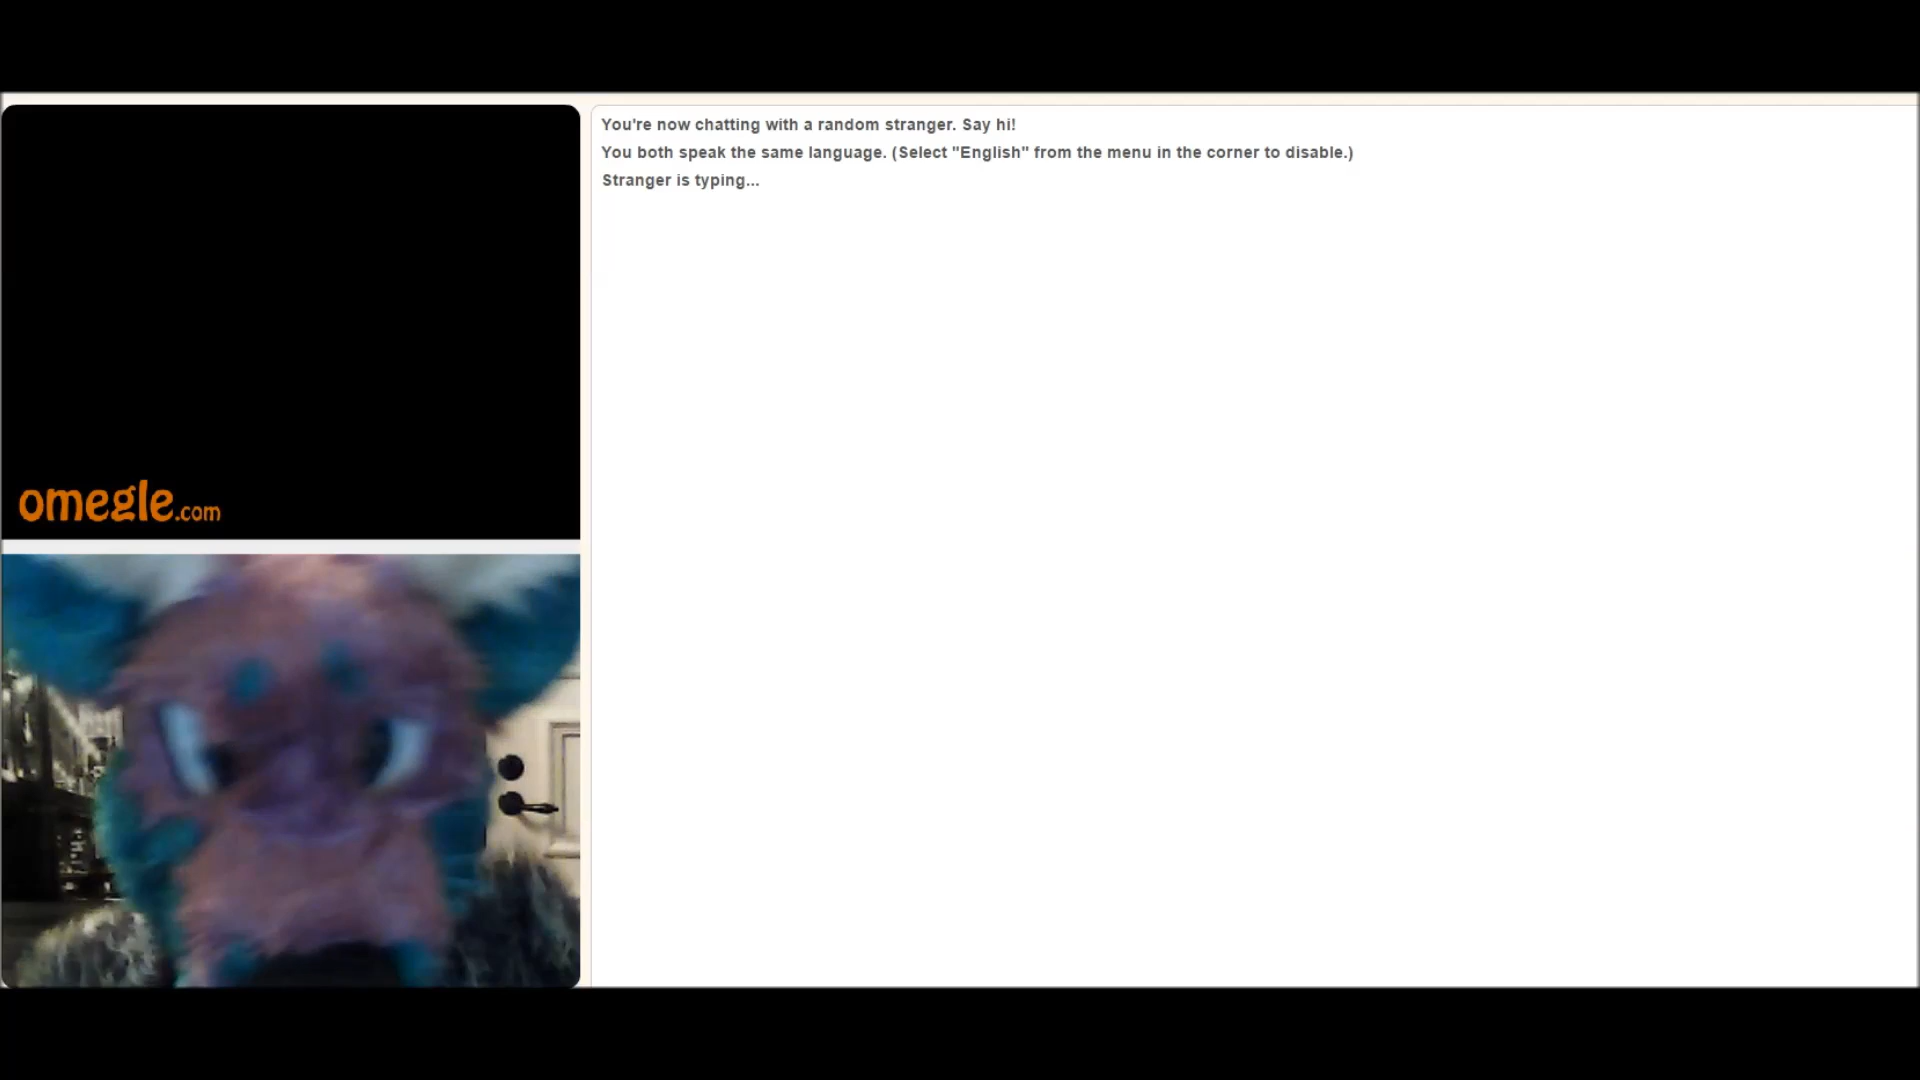 You're now chatting with a random stranger. Say hi!
You both speak the same language. (Select "English" from the menu in the corner to disable.)
Stranger is typing...
omegle.com